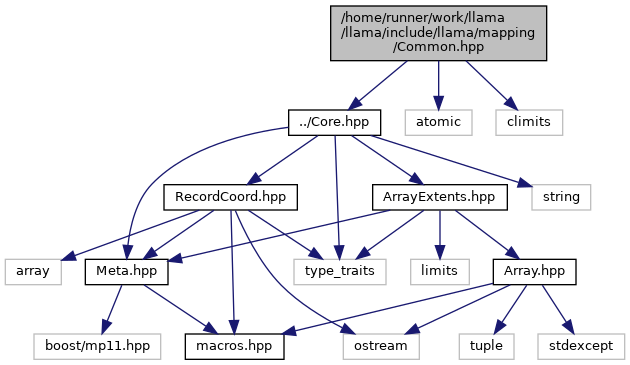 /home/runner/work/llama
/llama/include/llama/mapping
/Common.hpp
../Core.hpp
atomic
climits
RecordCoord.hpp
ArrayExtents.hpp
string
array
Meta.hpp
type_traits
limits
Array.hpp
boost/mp11.hpp
macros.hpp
ostream
tuple
stdexcept